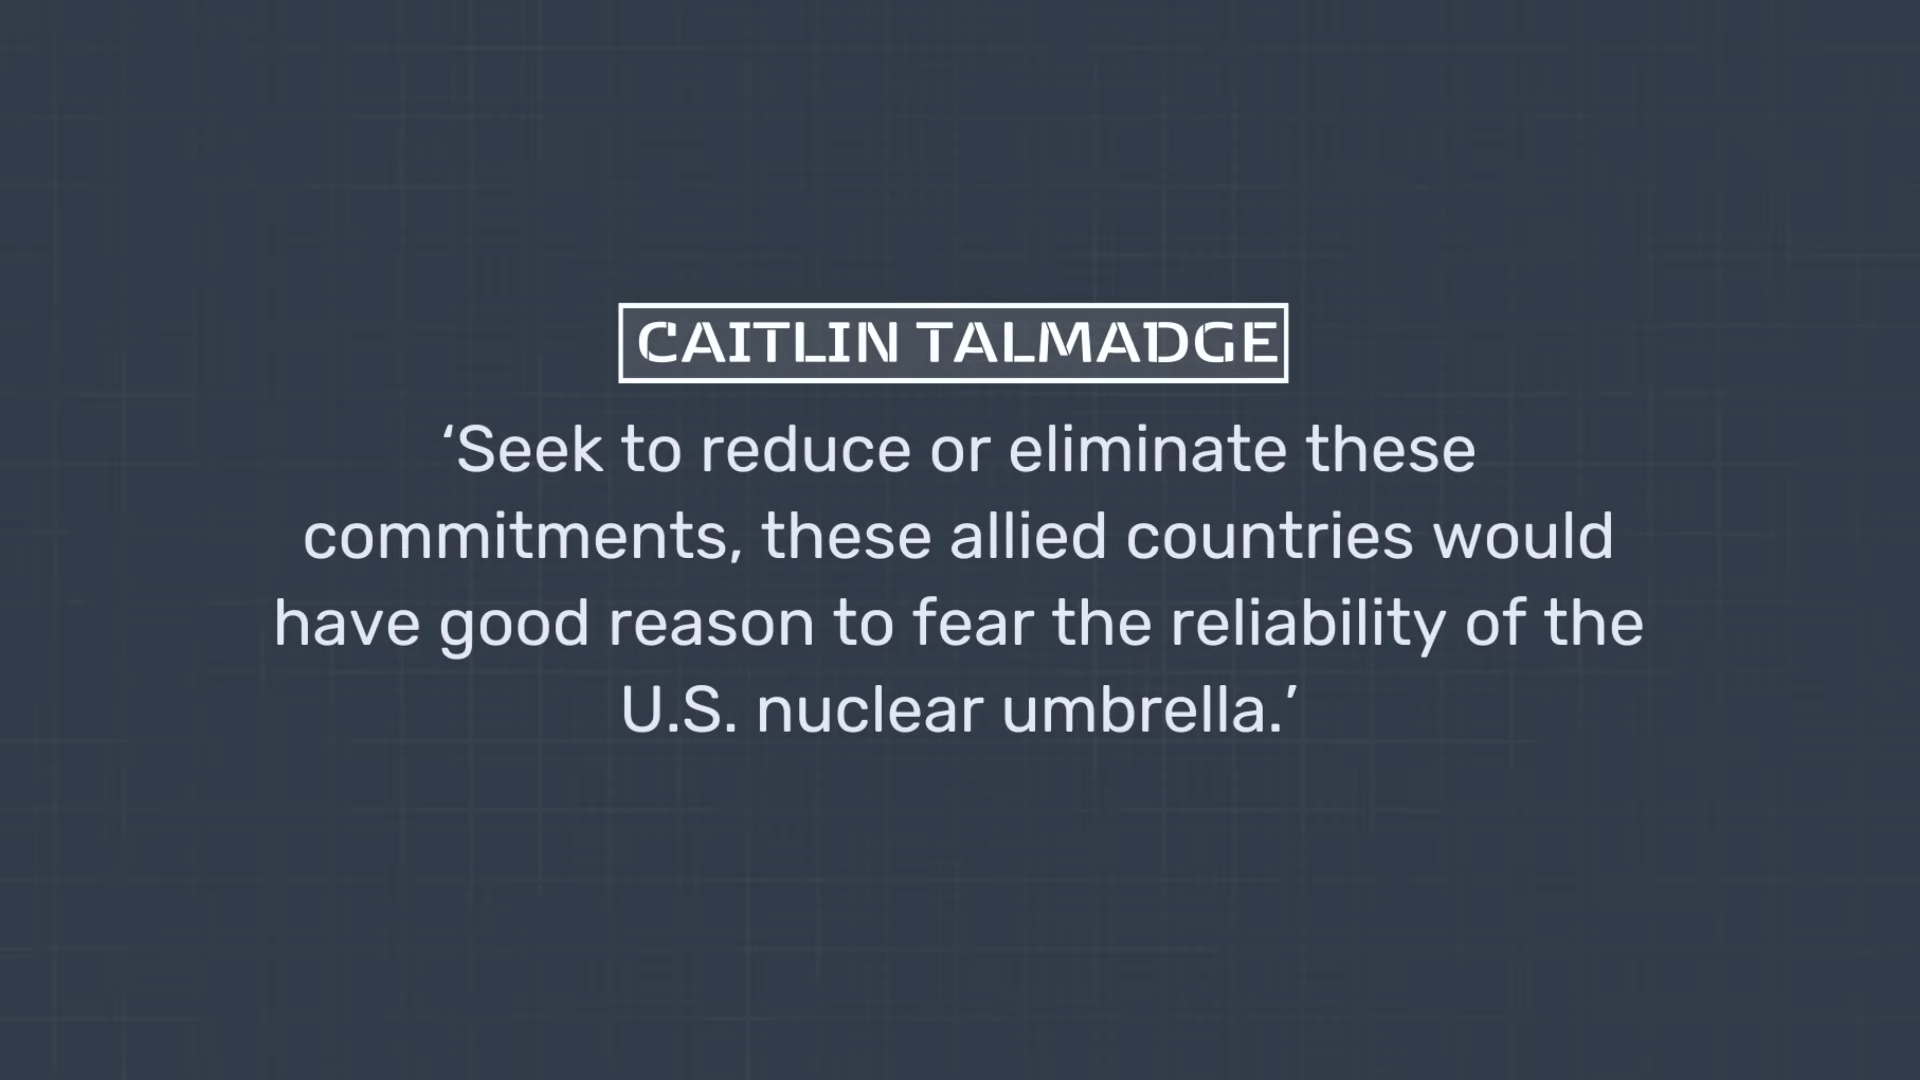 CAITLIN TALMADGE
‘Seek to reduce or eliminate these
commitments, these allied countries would
have good reason to fear the reliability of the
U.S. nuclear umbrella.’